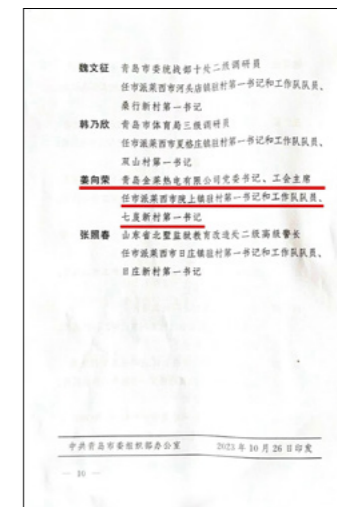 魏文征 青岛市委统战部十处二级调研员
任市派莱西市河头店镇驻村第一书记和工作队队员、
桑行新村第一书记
韩乃欣 青岛市体育局三级调研员
任市派莱西市夏格庄镇驻村第一书记和工作队队员、
双山村第一书记
姜向荣 青岛金莱热电有限公司党委书记、工会主席
任市派莱西市院上镇驻村第一书记和工作队队员、
七岌新村第一书记
张照春 山东省北墅监狱教育改造处二级高级警长
任市派莱西市日庄镇驻村第一书记和工作队队员、
日庄新村第一书记
中共青岛市委组织部办公室 2023年10月26日印发
— 30 —